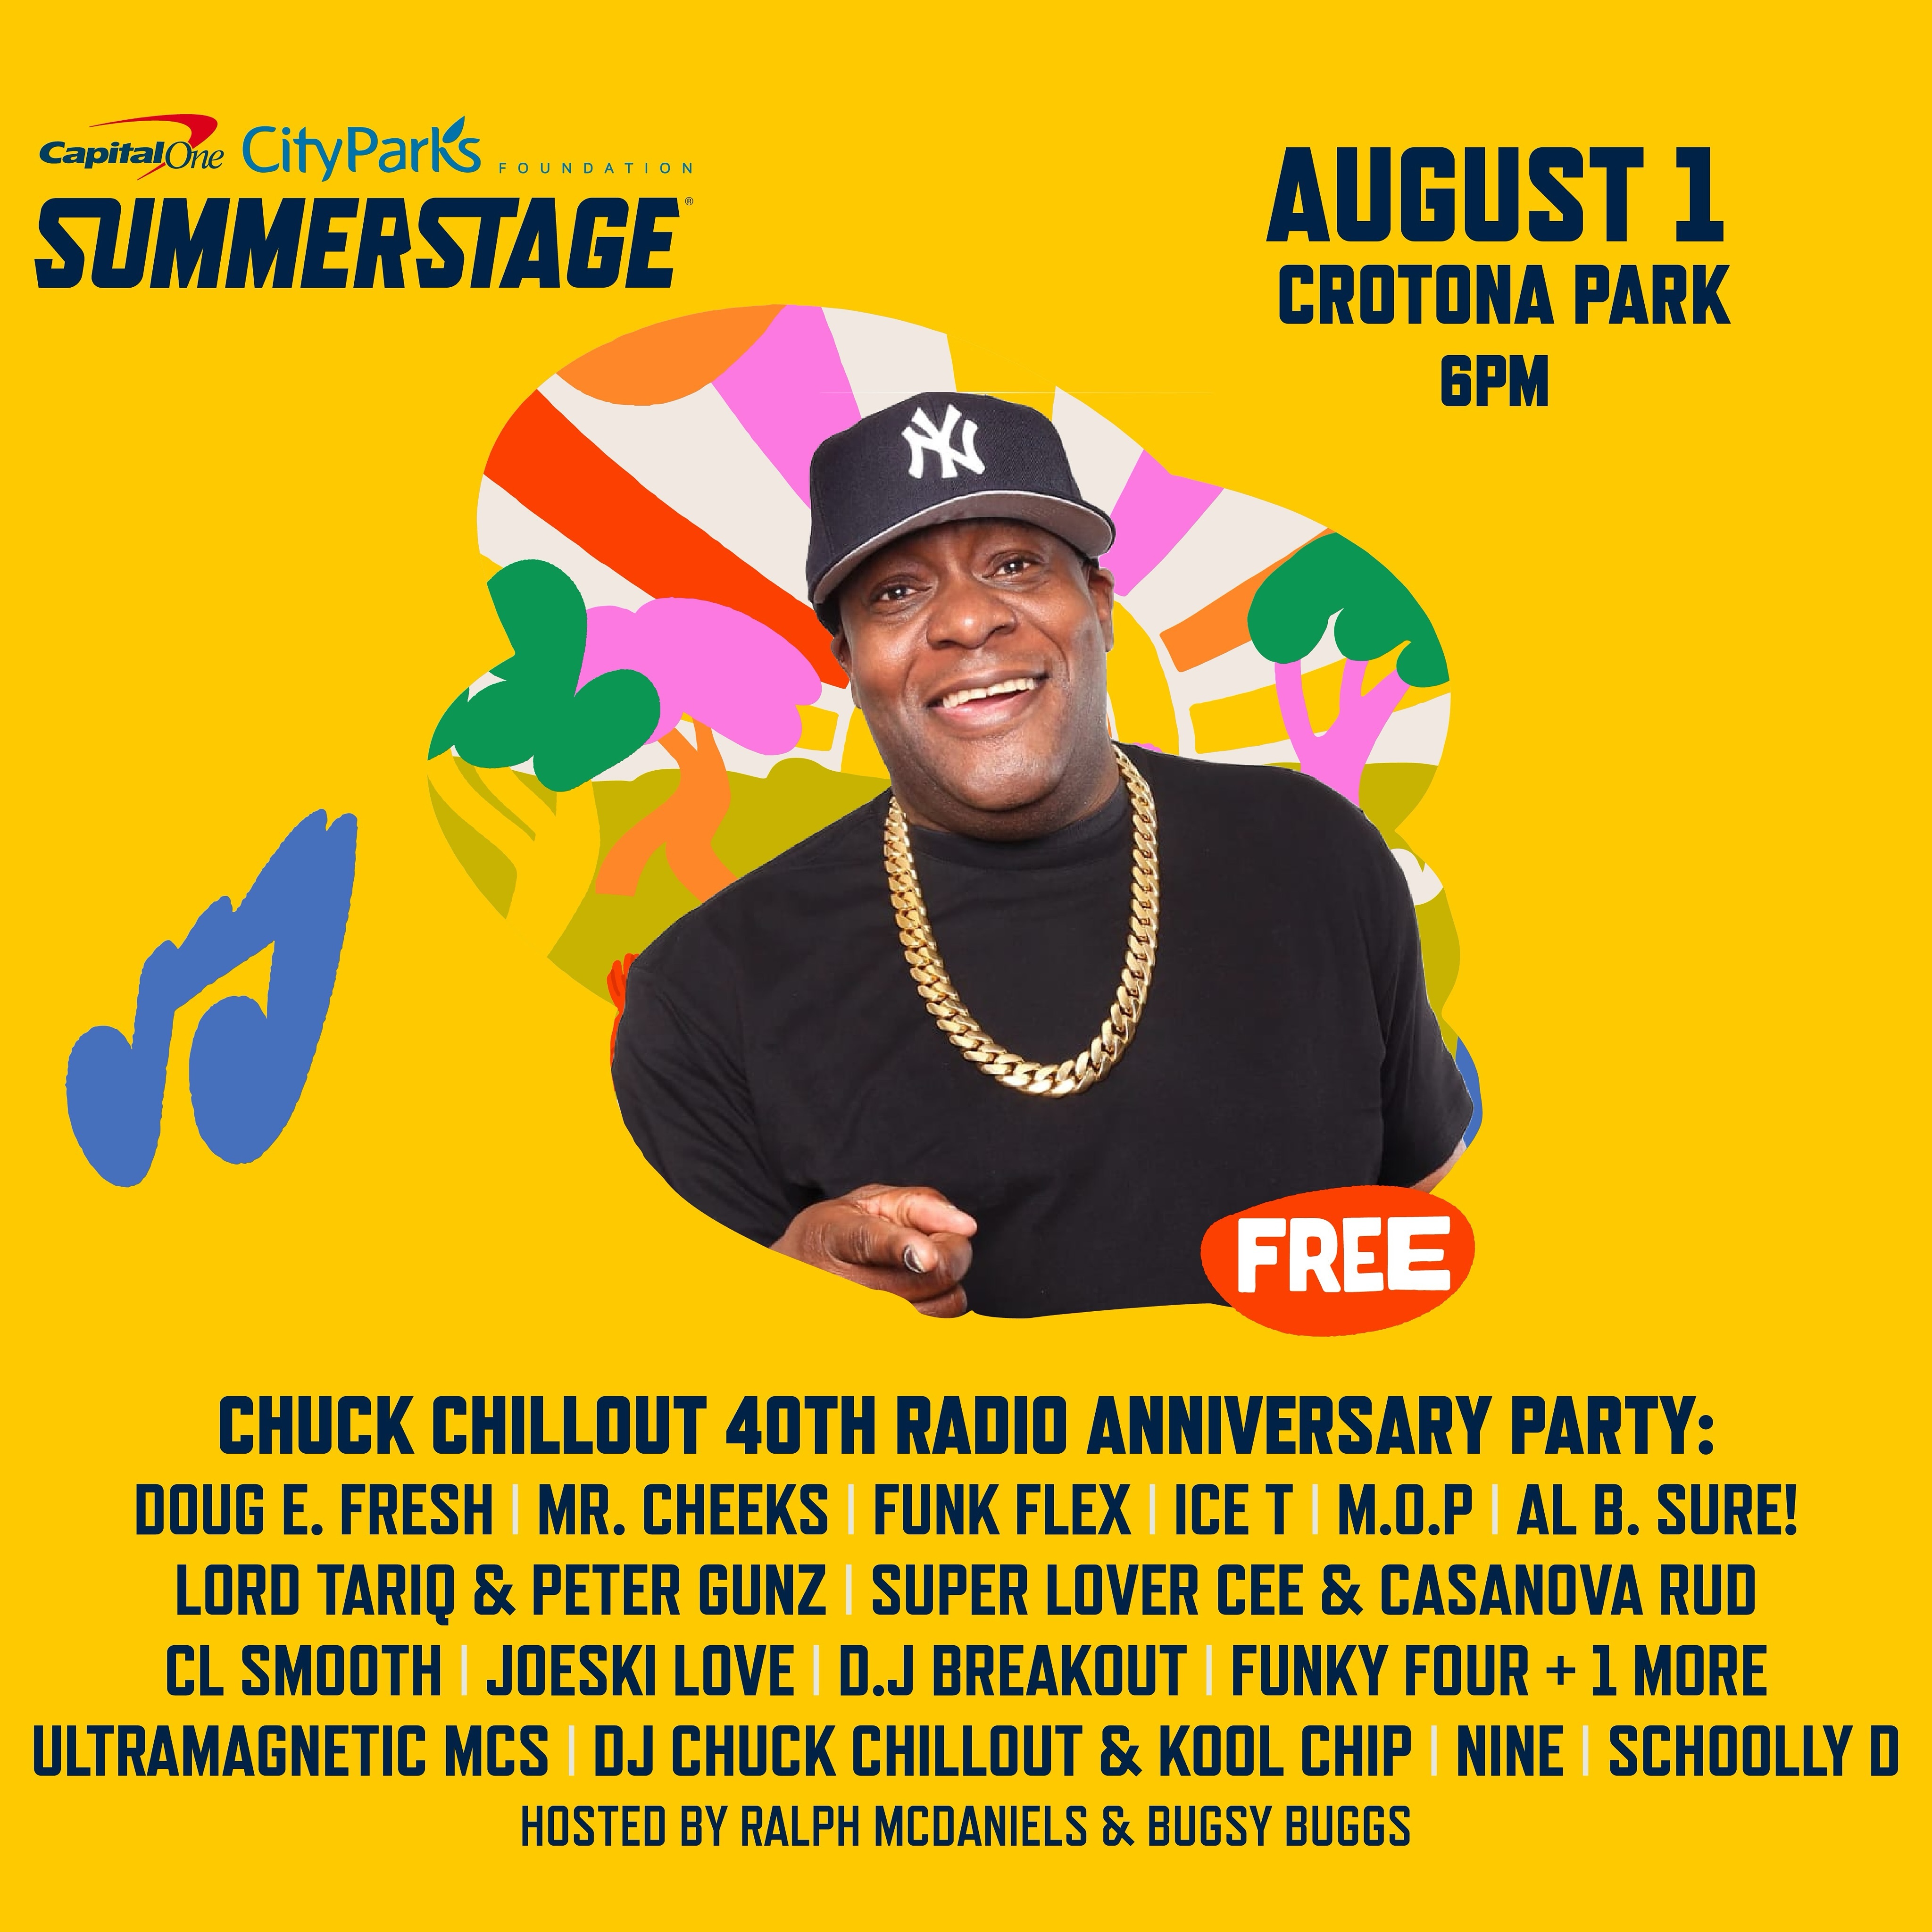 Capital One CityParks FOUNDATION
SUMMERSTAGE®
AUGUST 1
CROTONA PARK
6PM
NY
FREE
CHUCK CHILLOUT 40TH RADIO ANNIVERSARY PARTY:
DOUG E. FRESH | MR. CHEEKS | FUNK FLEX | ICE T | M.O.P | AL B. SURE!
LORD TARIQ & PETER GUNZ | SUPER LOVER CEE & CASANOVA RUD
CL SMOOTH | JOESKI LOVE | D.J BREAKOUT | FUNKY FOUR + 1 MORE
ULTRAMAGNETIC MCS | DJ CHUCK CHILLOUT & KOOL CHIP | NINE | SCHOOLLY D
HOSTED BY RALPH MCDANIELS & BUGSY BUGGS